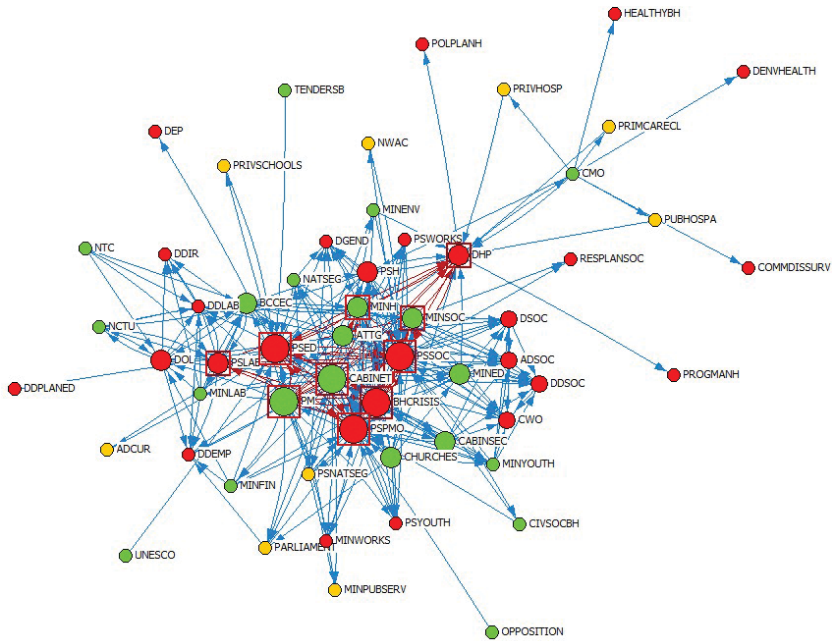 HEALTHYBH
POLPLANH
DENVHEALTH
PRIVHOSP
TENDERSB
PRIMCARECL
DEP
NWAC
PRIVSCHOOLS
CMO
MINENV
PUBHOSPA
DGEND
PSWORKS
NTC
DDIR
DHP
RESPLANSOC
COMMDISSURV
PSH
NATSEG
BCCEC
DDLAB
MINH
MINSOC
DSOC
NCTU
ATTG
PSED
PSSOC
DOL
PSLAB
ADSOC
MINED
PROGMANH
CABINET
DDSOC
DDPLANED
MINLAB
PM
BHCRISIS
CWO
PSPMO
CABINSEC
ADCUR
DDEMP
CHURCHES
MINYOUTH
PSNATSEG
MINFIN
PSYOUTH
CIVSOCBH
MINWORKS
PARLIAMENT
UNESCO
MINPUBSERV
OPPOSITION